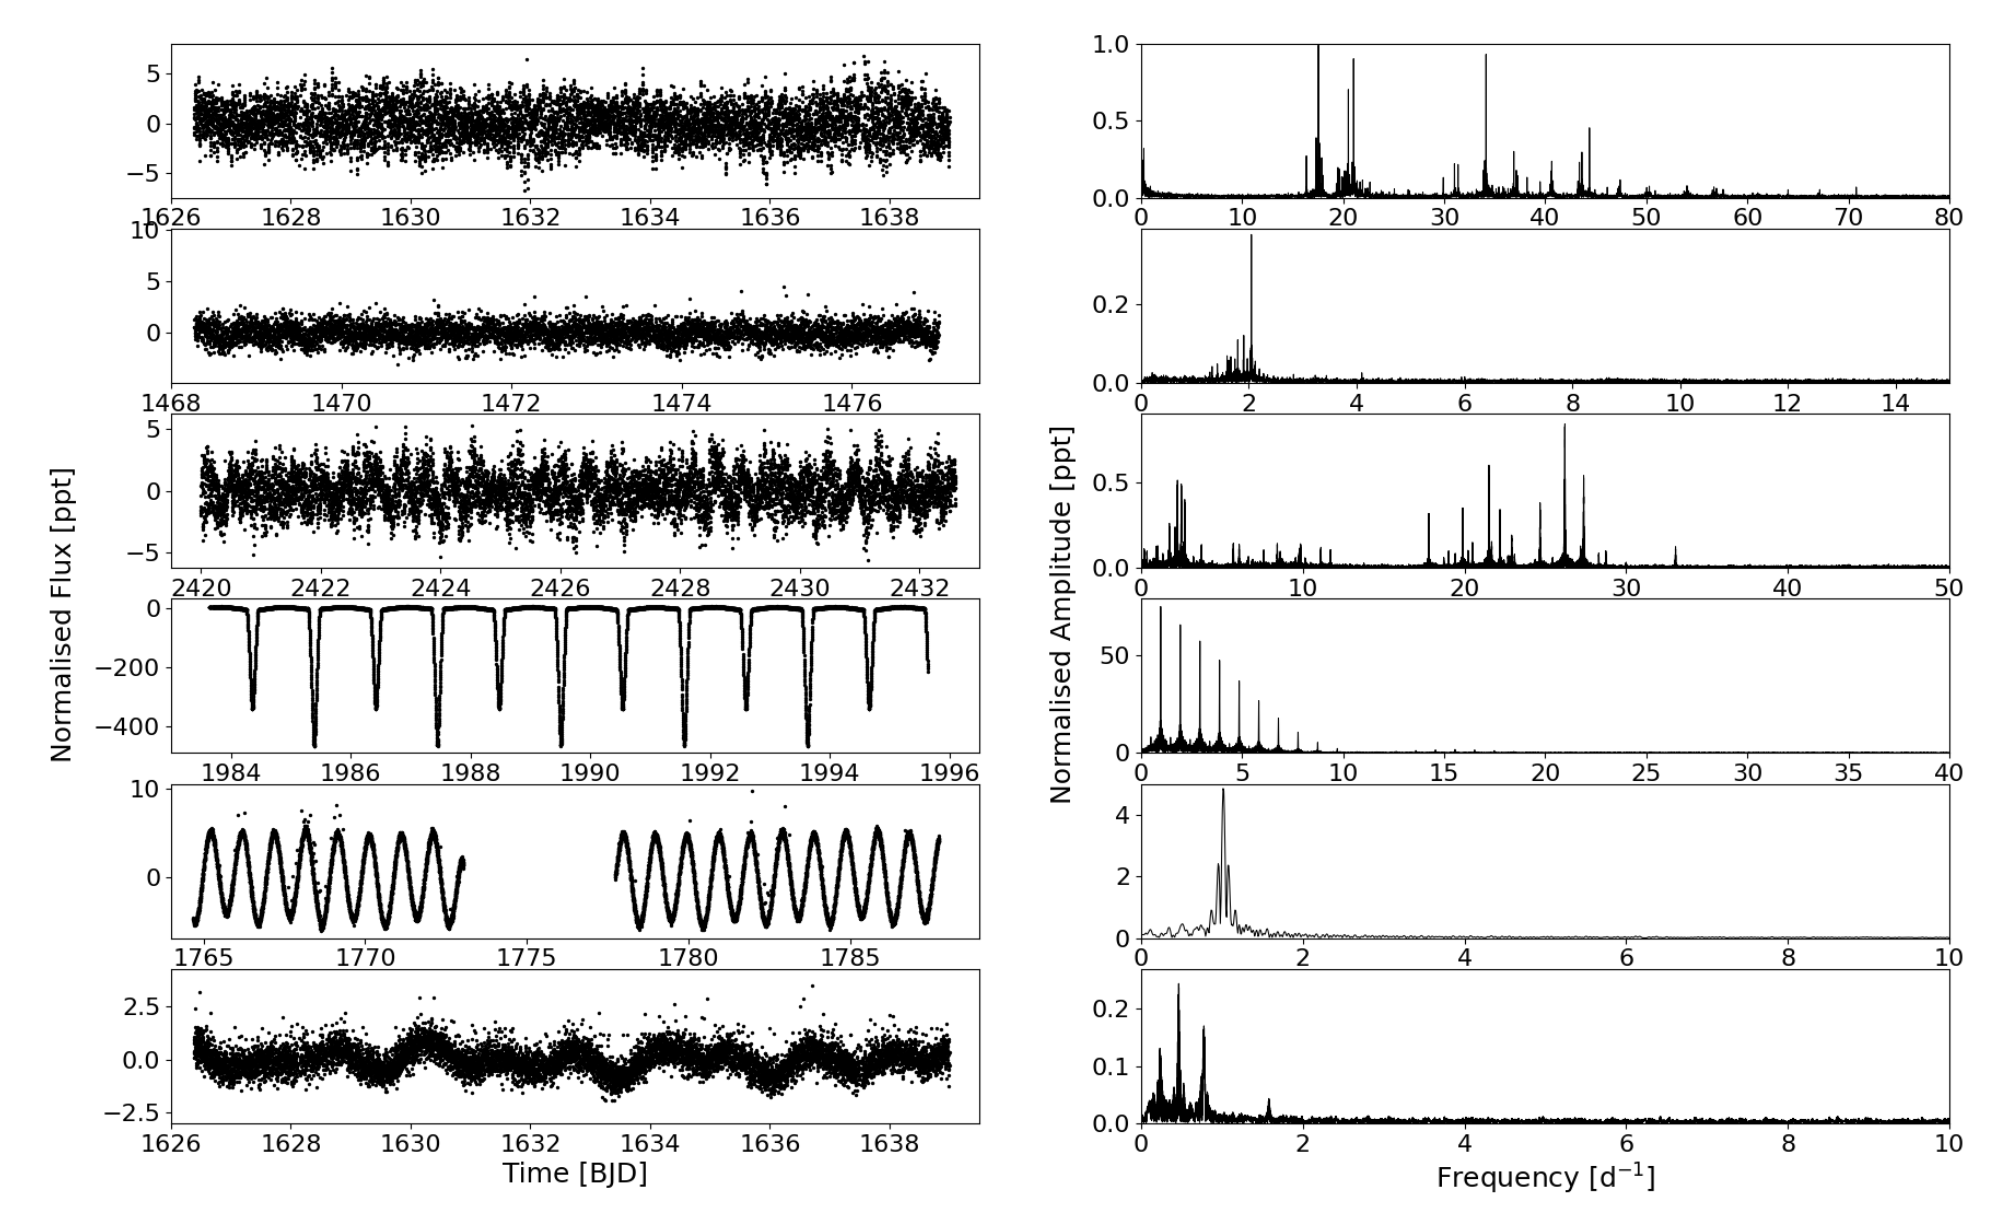 5
0
−5
1626 1628 1630 1632 1634 1636 1638
1.0
0.5
0.0
0 10 20 30 40 50 60 70 80
10
5
0
1468 1470 1472 1474 1476
0.2
0.0
0 2 4 6 8 10 12 14
5
0
−5
2420 2422 2424 2426 2428 2430 2432
0.5
0.0
0 10 20 30 40 50
0
−200
−400
1984 1986 1988 1990 1992 1994 1996
50
0
0 5 10 15 20 25 30 35 40
10
0
1765 1770 1775 1780 1785
4
2
0
0 2 4 6 8 10
2.5
0.0
−2.5
1626 1628 1630 1632 1634 1636 1638
0.2
0.1
0.0
0 2 4 6 8 10
Normalised Flux [ppt]
Time [BJD]
Normalised Amplitude [ppt]
Frequency [d⁻¹]